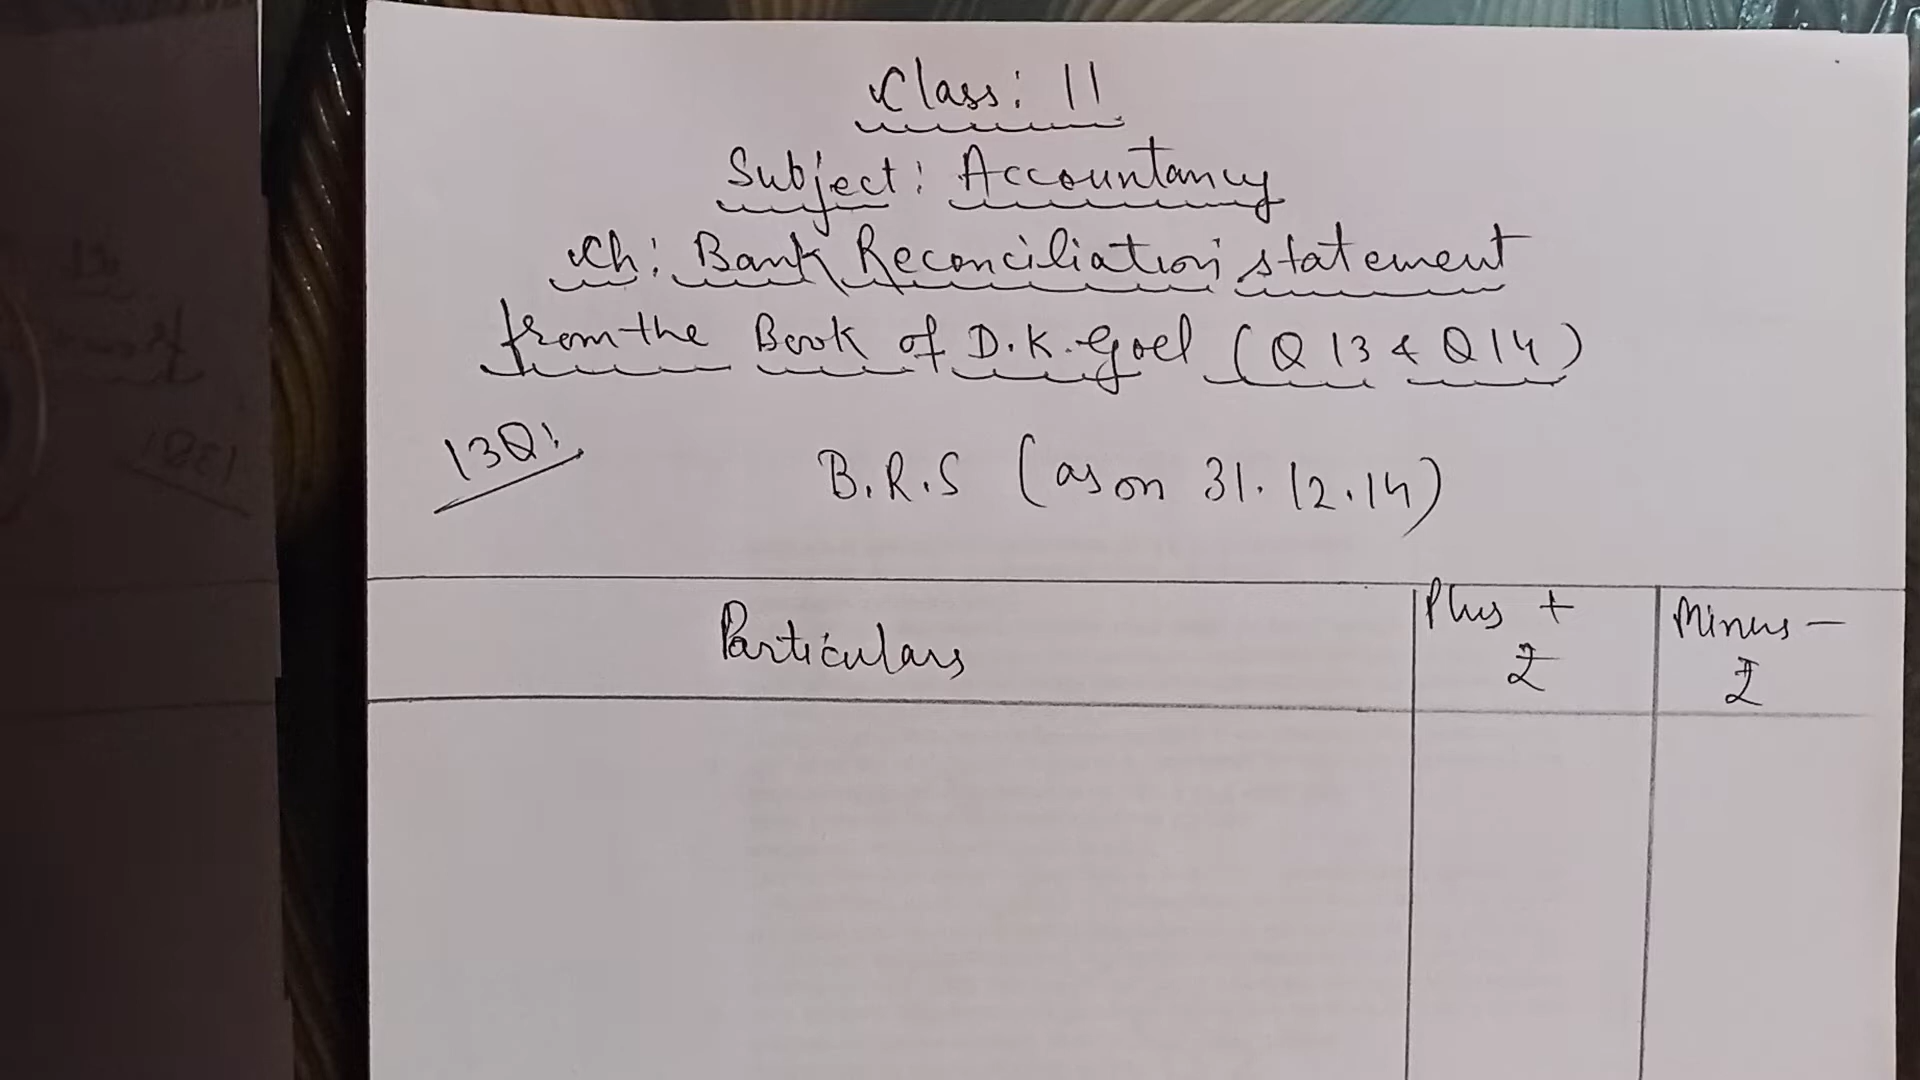 Class: 11
Subject: Accountancy
Ch: Bank Reconciliation statement
from the Book of D.K. Goel (Q 13 & Q 14)
13Q:
B.R.S (as on 31.12.14)
Particulars
Plus +
₹
Minus –
₹